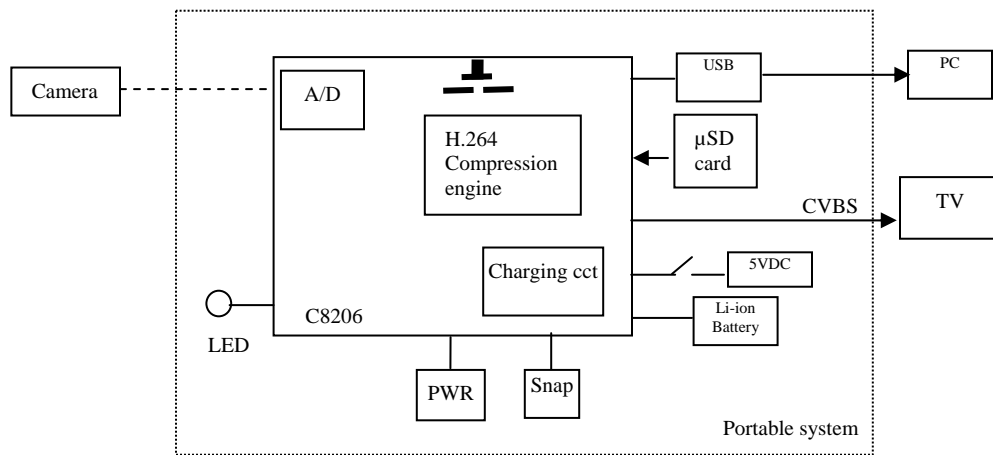 Camera
A/D
H.264
Compression
engine
USB
PC
µSD
card
CVBS
TV
Charging cct
5VDC
Li-ion
Battery
C8206
LED
PWR
Snap
Portable system